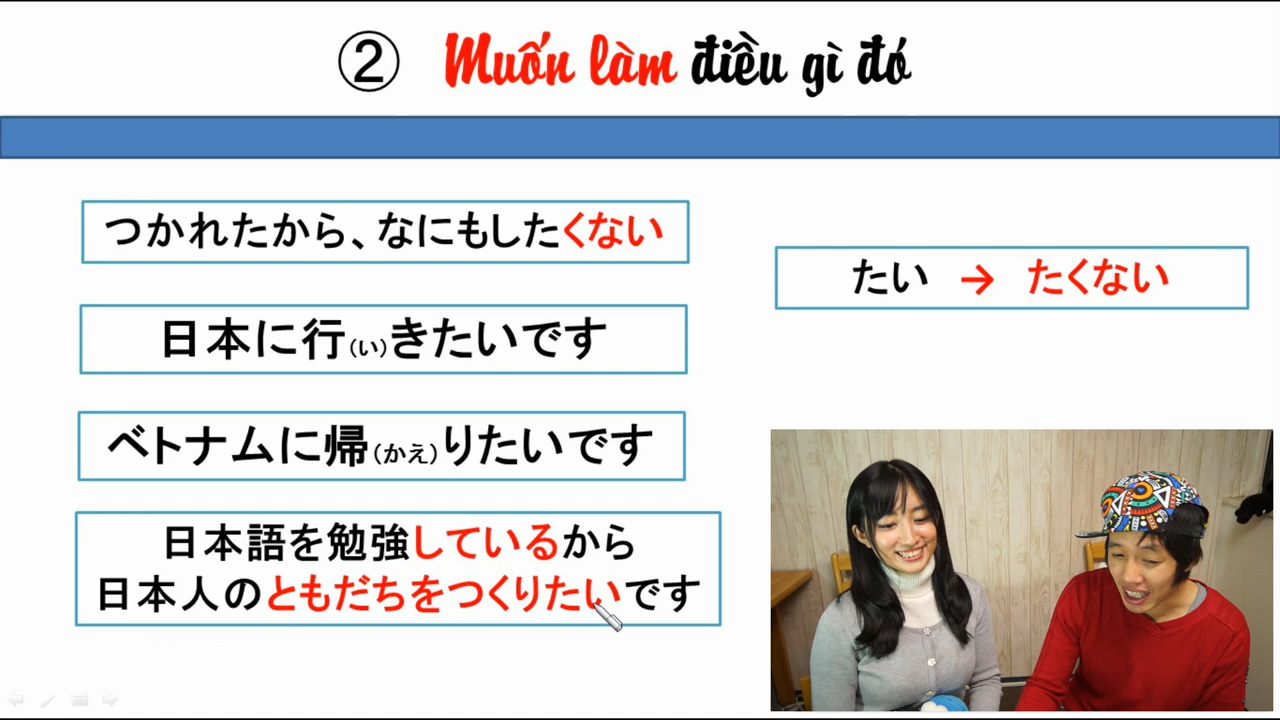 ② Muốn làm điều gì đó
つかれたから、なにもしたくない
たい → たくない
日本に行(い)きたいです
ベトナムに帰(かえ)りたいです
日本語を勉強しているから
日本人のともだちをつくりたいです